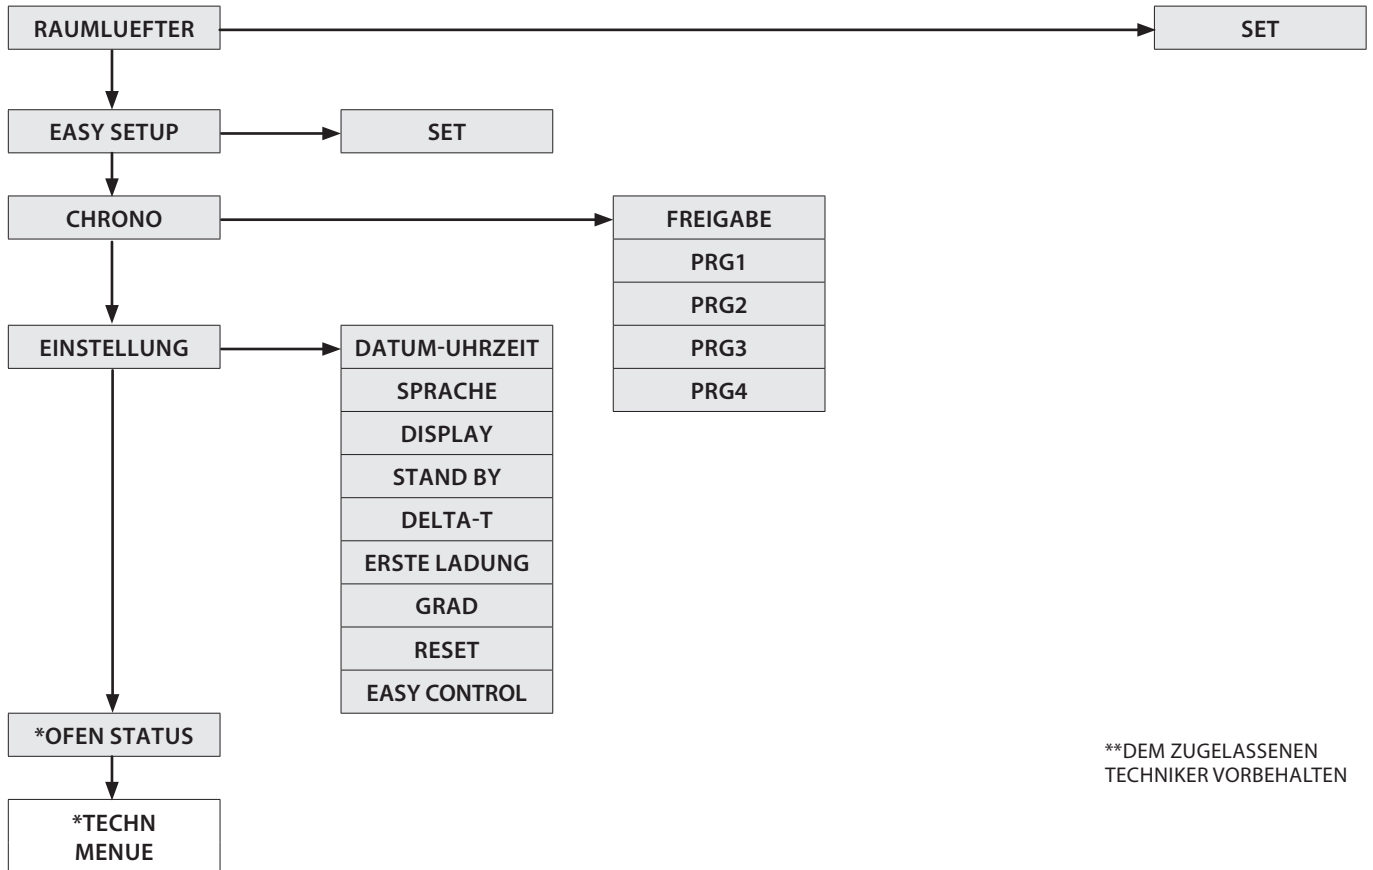 RAUMLUEFTER
SET
EASY SETUP
SET
CHRONO
FREIGABE
PRG1
PRG2
PRG3
PRG4
EINSTELLUNG
DATUM-UHRZEIT
SPRACHE
DISPLAY
STAND BY
DELTA-T
ERSTE LADUNG
GRAD
RESET
EASY CONTROL
*OFEN STATUS
*TECHN
MENUE
**DEM ZUGELASSENEN
TECHNIKER VORBEHALTEN